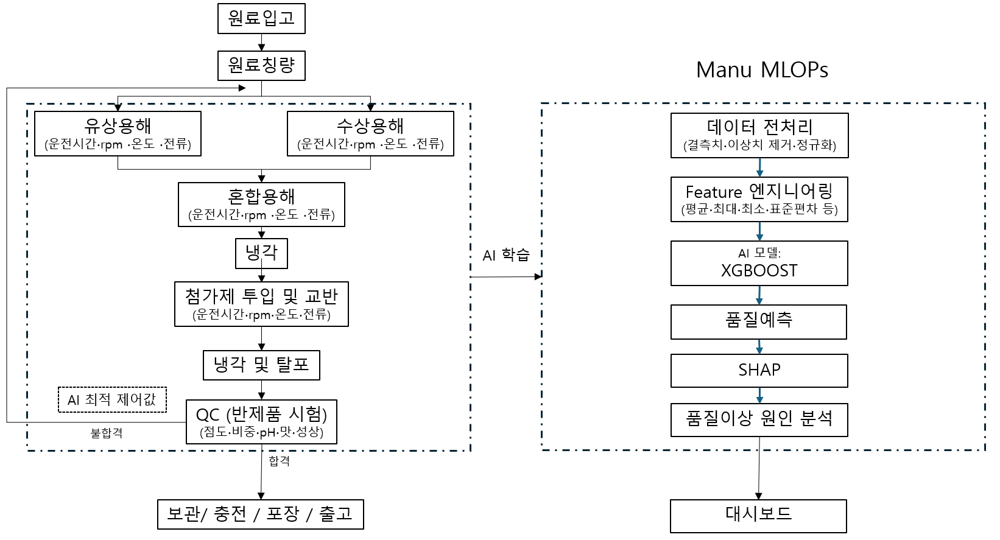 원료입고
원료칭량
유상용해
(운전시간·rpm ·온도 ·전류)
수상용해
(운전시간·rpm ·온도 ·전류)
혼합용해
(운전시간·rpm ·온도 ·전류)
냉각
첨가제 투입 및 교반
(운전시간·rpm·온도·전류)
냉각 및 탈포
AI 최적 제어값
QC (반제품 시험)
(점도·비중·pH·맛·성상)
불합격
합격
보관/ 충전 / 포장 / 출고
AI 학습
Manu MLOPs
데이터 전처리
(결측치·이상치 제거·정규화)
Feature 엔지니어링
(평균·최대·최소·표준편차 등)
AI 모델:
XGBOOST
품질예측
SHAP
품질이상 원인 분석
대시보드